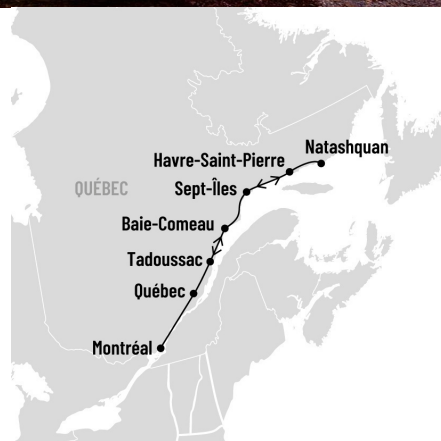 Natashquan
Havre-Saint-Pierre
Sept-Îles
QUÉBEC
Baie-Comeau
Tadoussac
Québec
Montréal